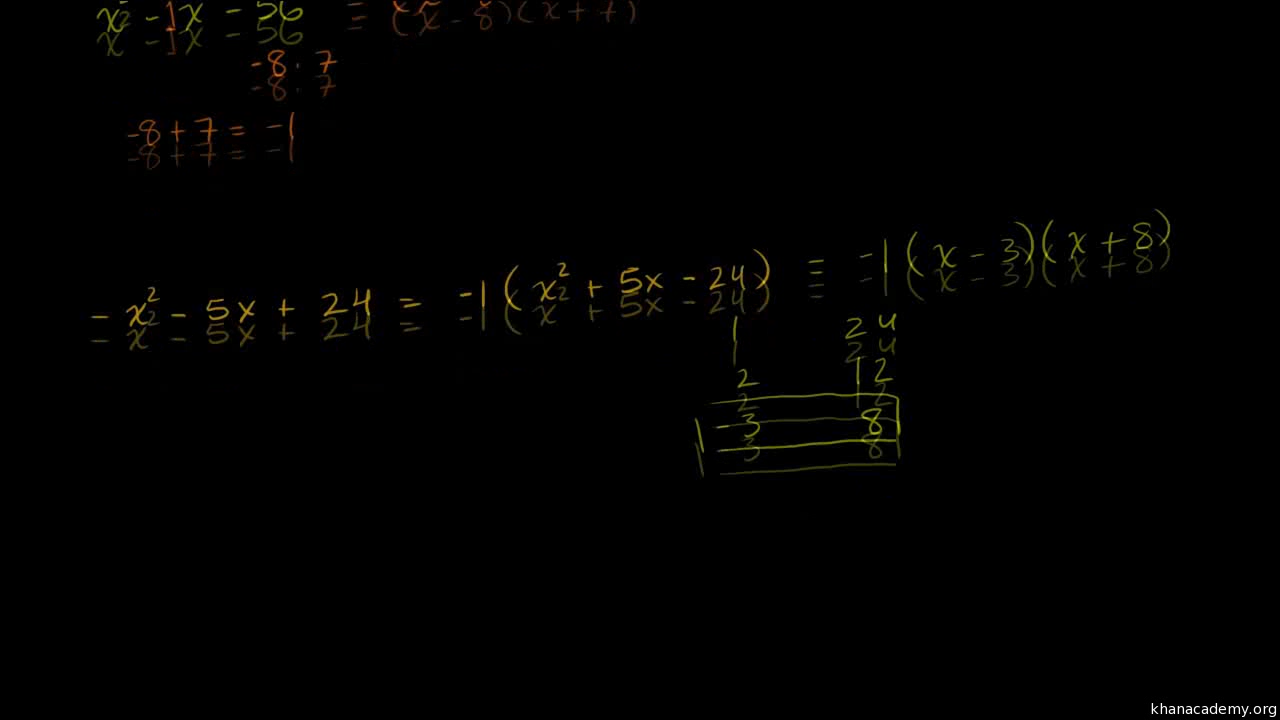 x² - 1x - 56 = (x - 8)(x + 7)
-8 · 7
-8 + 7 = -1
- x² - 5x + 24 = -1(x² + 5x - 24) = -1(x - 3)(x + 8)
1 24
2 12
-3 8
khanacademy.org